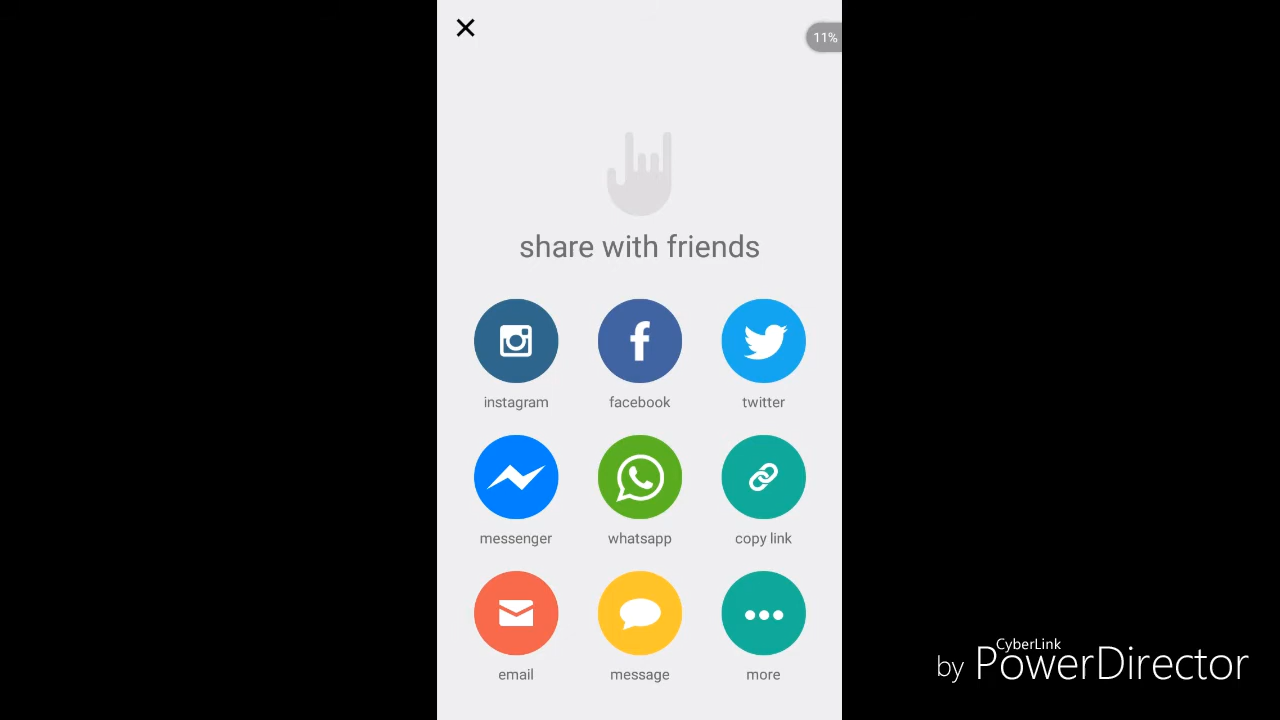 11%
share with friends
instagram facebook twitter
messenger whatsapp copy link
email message more
CyberLink
by PowerDirector